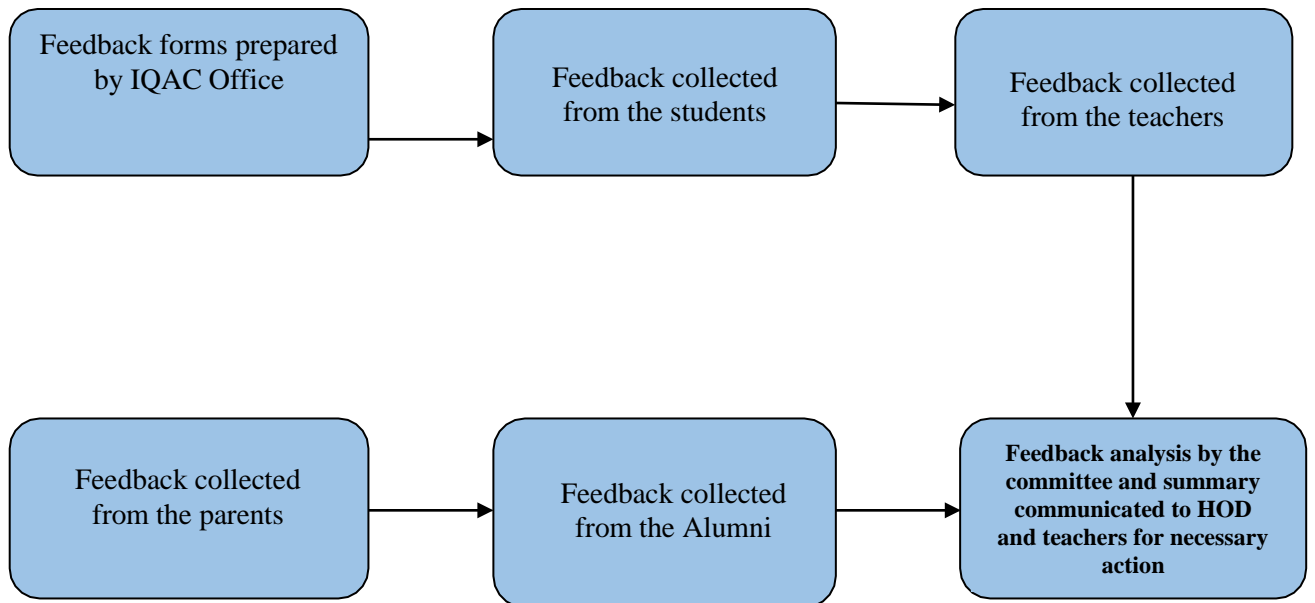 Feedback forms prepared
by IQAC Office
Feedback collected
from the students
Feedback collected
from the teachers
Feedback collected
from the parents
Feedback collected
from the Alumni
Feedback analysis by the
committee and summary
communicated to HOD
and teachers for necessary
action